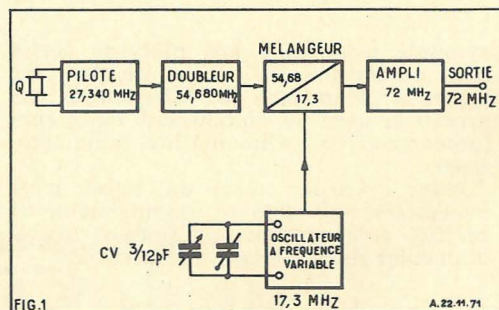 MELANGEUR
Q
PILOTE
27,340 MHz
DOUBLEUR
54,680 MHz
54,68
17,3
AMPLI
72 MHz
SORTIE
72 MHz
CV 3/12pF
OSCILLATEUR
A FREQUENCE
VARIABLE
17,3 MHz
FIG.1
A.22.11.71